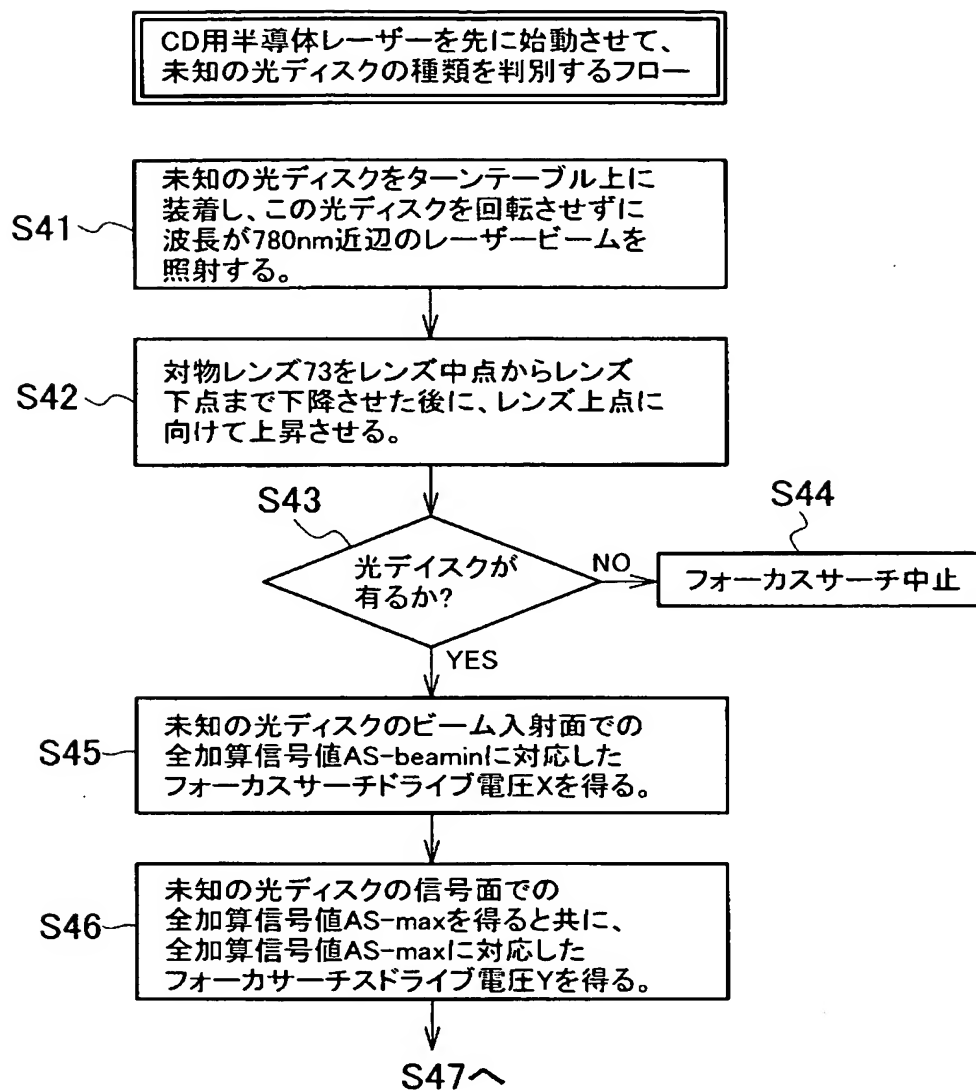 CD用半導体レーザーを先に始動させて、
未知の光ディスクの種類を判別するフロー
S41
未知の光ディスクをターンテーブル上に
装着し、この光ディスクを回転させずに
波長が780nm近辺のレーザービームを
照射する。
S42
対物レンズ73をレンズ中点からレンズ
下点まで下降させた後に、レンズ上点に
向けて上昇させる。
S43
光デイスクが
有るか?
NO
S44
フォーカスサーチ中止
YES
S45
未知の光ディスクのビーム入射面での
全加算信号値AS-beaminに対応した
フォーカスサーチドライブ電圧Xを得る。
S46
未知の光ディスクの信号面での
全加算信号値AS-maxを得ると共に、
全加算信号値AS-maxに対応した
フォーカサーチスドライブ電圧Yを得る。
S47へ